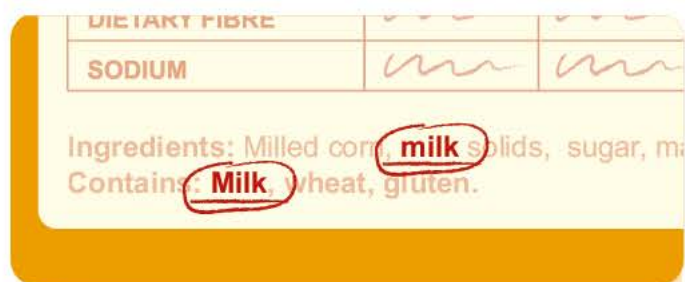 DIETARY FIBRE
SODIUM
Ingredients: Milled corn, milk solids, sugar,
Contains: Milk, wheat, gluten.